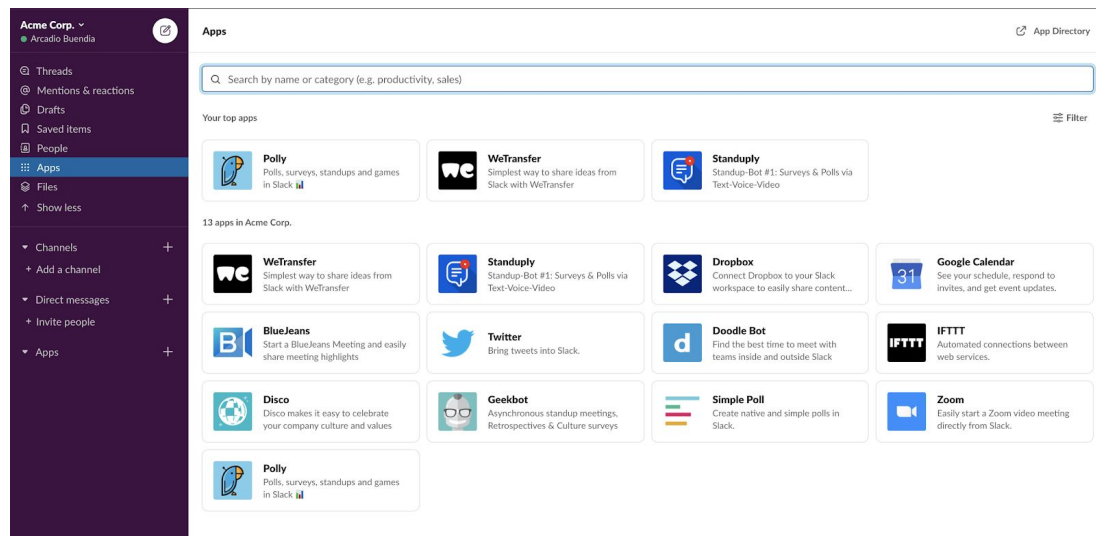 Acme Corp.
Arcadio Buendia
Threads
Mentions & reactions
Drafts
Saved items
People
Apps
Files
Show less
Channels
+ Add a channel
Direct messages
+ Invite people
Apps
Apps
App Directory
Search by name or category (e.g. productivity, sales)
Your top apps
Filter
Polly
Polls, surveys, standups and games
in Slack
we
WeTransfer
Simplest way to share ideas from
Slack with WeTransfer
Standuply
Standup-Bot #1: Surveys & Polls via
Text-Voice-Video
13 apps in Acme Corp.
we
WeTransfer
Simplest way to share ideas from
Slack with WeTransfer
Standuply
Standup-Bot #1: Surveys & Polls via
Text-Voice-Video
Dropbox
Connect Dropbox to your Slack
workspace to easily share content...
31
Google Calendar
See your schedule, respond to
invites, and get event updates.
B
BlueJeans
Start a BlueJeans Meeting and easily
share meeting highlights
Twitter
Bring tweets into Slack.
d
Doodle Bot
Find the best time to meet with
teams inside and outside Slack
IFTTT
IFTTT
Automated connections between
web services.
Disco
Disco makes it easy to celebrate
your company culture and values
Geekbot
Asynchronous standup meetings,
Retrospectives & Culture surveys
Simple Poll
Create native and simple polls in
Slack.
Zoom
Easily start a Zoom video meeting
directly from Slack.
Polly
Polls, surveys, standups and games
in Slack